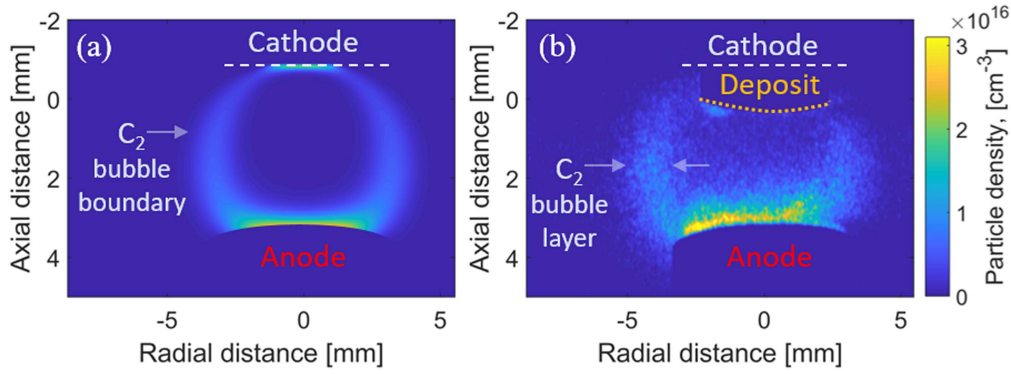 (a)
Cathode
C₂
bubble
boundary
Anode
Axial distance [mm]
-2
0
2
4
-5
0
5
Radial distance [mm]
(b)
Cathode
Deposit
C₂
bubble
layer
Anode
Axial distance [mm]
-2
0
2
4
-5
0
5
Radial distance [mm]
×10¹⁶
3
2
1
0
Particle density, [cm⁻³]